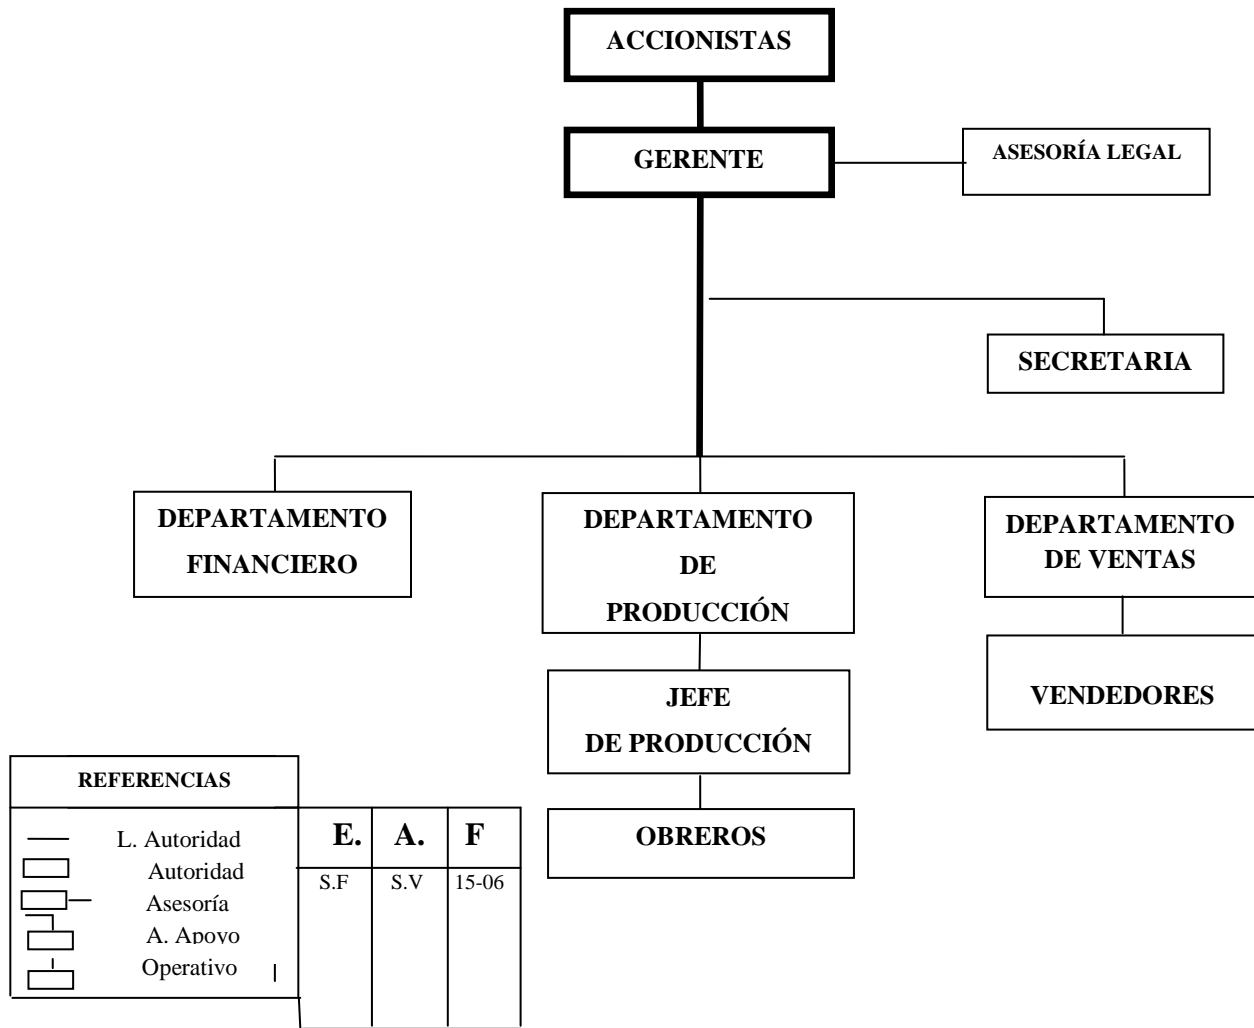 ACCIONISTAS
GERENTE
ASESORÍA LEGAL
SECRETARIA
DEPARTAMENTO
FINANCIERO
DEPARTAMENTO
DE
PRODUCCIÓN
DEPARTAMENTO
DE VENTAS
JEFE
DE PRODUCCIÓN
VENDEDORES
OBREROS
REFERENCIAS
L. Autoridad
Autoridad
Asesoría
A. Apoyo
Operativo
E. A. F
S.F S.V 15-06